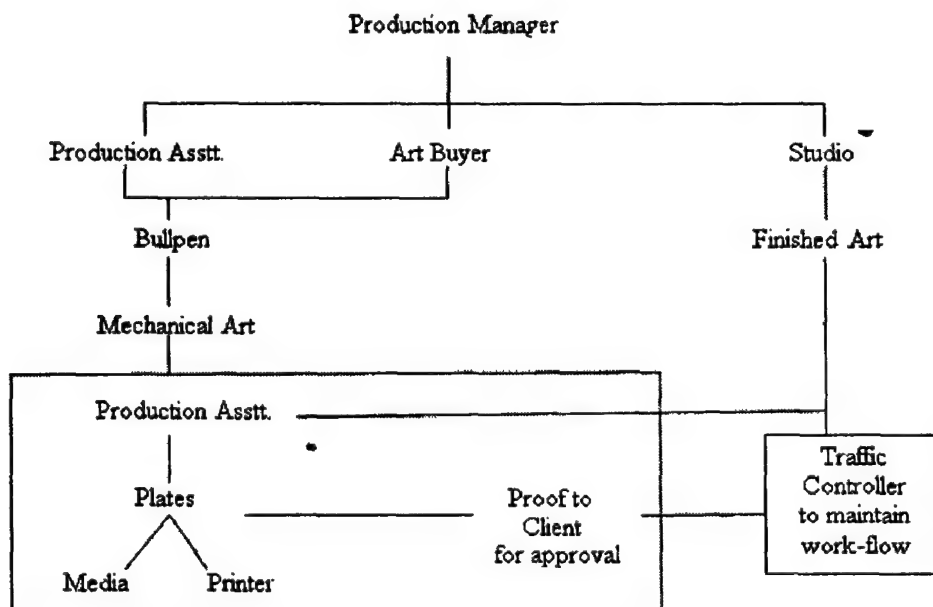 Production Manager
Production Asstt.
Art Buyer
Studio
Bullpen
Finished Art
Mechanical Art
Production Asstt.
Traffic
Controller
to maintain
work-flow
Plates
Proof to
Client
for approval
Media
Printer